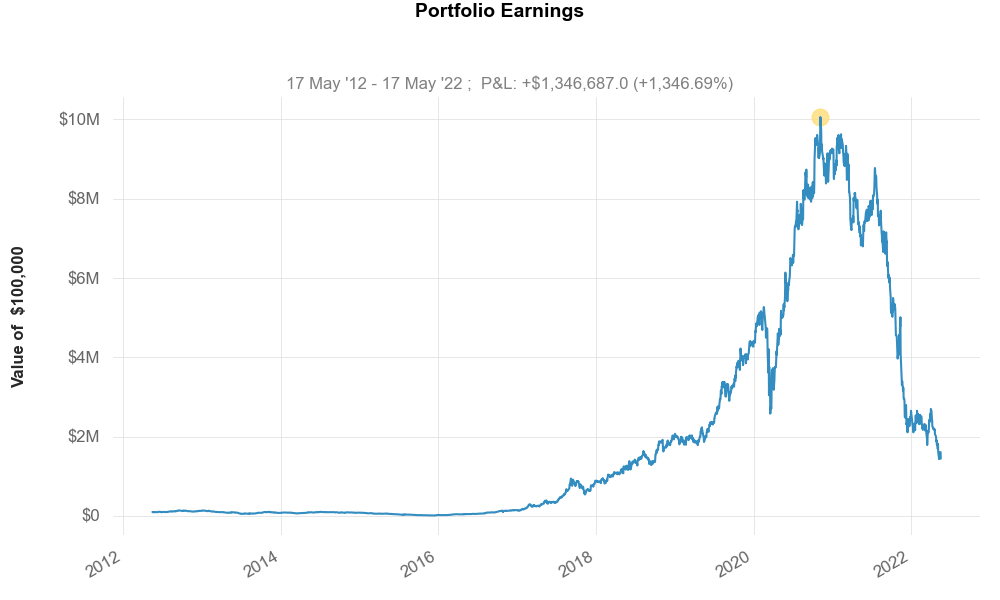 Portfolio Earnings
17 May '12 - 17 May '22 ;  P&L: +$1,346,687.0 (+1,346.69%)
Value of  $100,000
$10M
$8M
$6M
$4M
$2M
$0
2012
2014
2016
2018
2020
2022